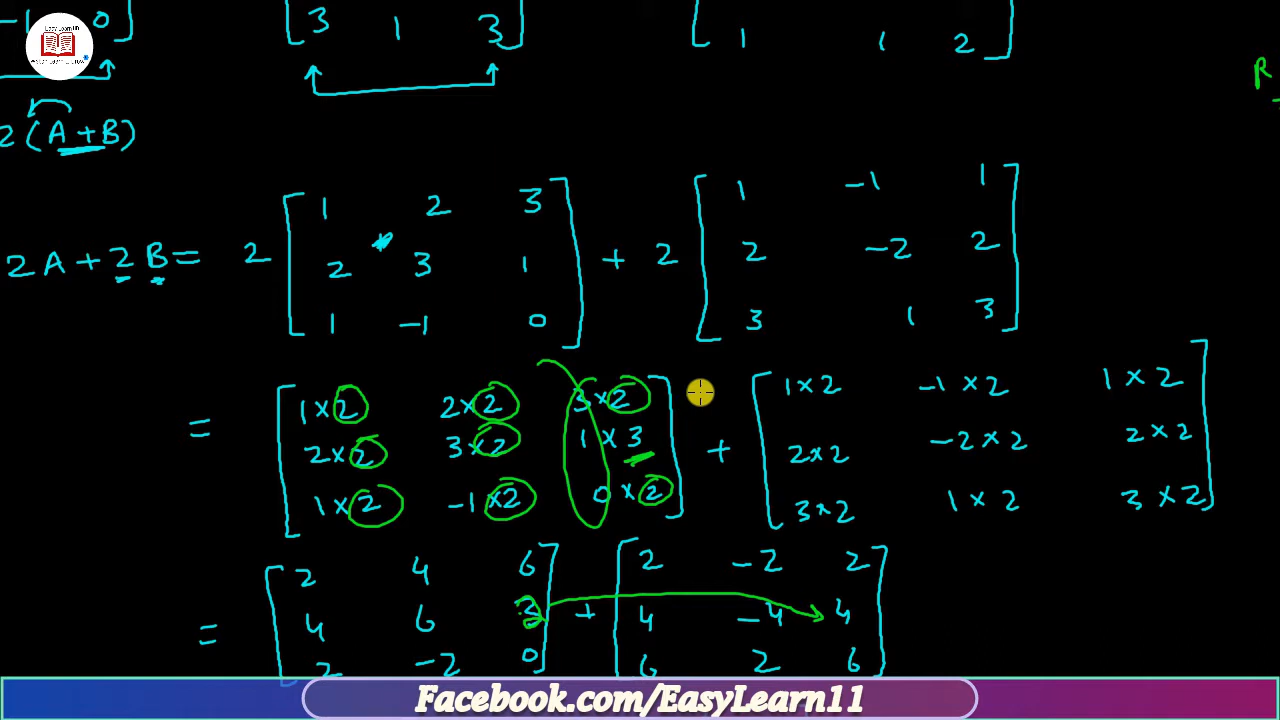 -1 0 ] [ 3 1 3 ] [ 1 1 2 ]
Easy Learn 11
R
2(A+B)
2A + 2B = 2 [ 1 2 3 + 2 [ 1 -1 1
2 3 1 2 -2 2
1 -1 0 ] 3 1 3 ]
= [ 1×2 2×2 3×2 ] + [ 1×2 -1×2 1×2 ]
2×2 3×2 1×3 2×2 -2×2 2×2
1×2 -1×2 0×2 3×2 1×2 3×2
= [ 2 4 6 ] + [ 2 -2 2 ]
4 6 4 -4 4
2 -2 0 6 2 6
Facebook.com/EasyLearn11